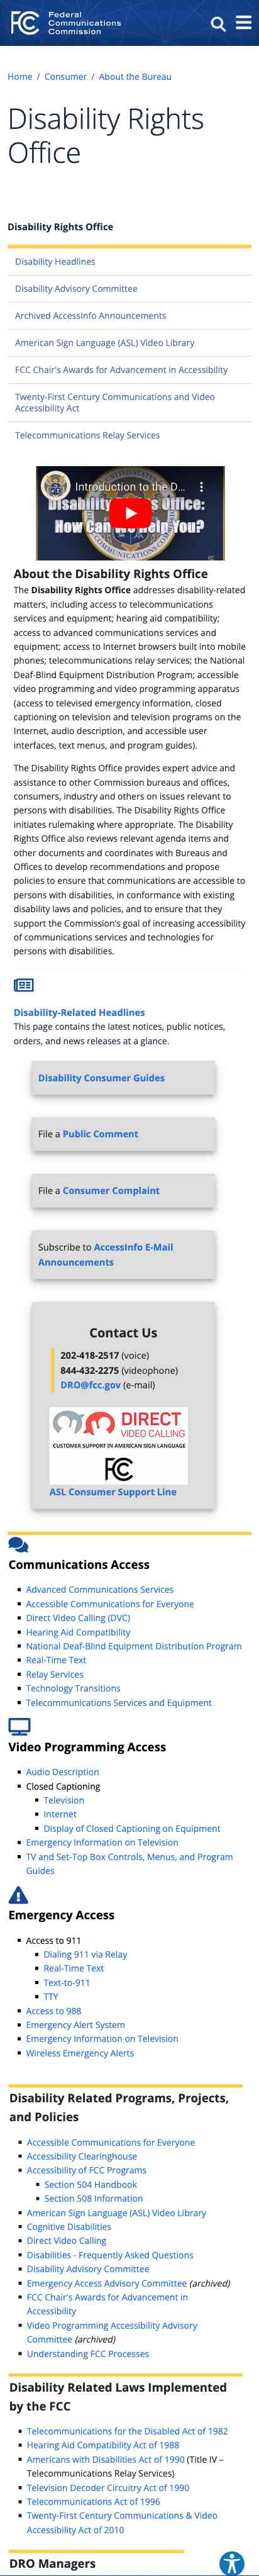 Federal
Communications
Commission
Home / Consumer / About the Bureau
Disability Rights
Office
Disability Rights Office
Disability Headlines
Disability Advisory Committee
Archived AccessInfo Announcements
American Sign Language (ASL) Video Library
FCC Chair's Awards for Advancement in Accessibility
Twenty-First Century Communications and Video
Accessibility Act
Telecommunications Relay Services
Introduction to the D...
Disability Rights Office:
How Can We Help You?
About the Disability Rights Office
The Disability Rights Office addresses disability-related
matters, including access to telecommunications
services and equipment; hearing aid compatibility;
access to advanced communications services and
equipment; access to Internet browsers built into mobile
phones; telecommunications relay services; the National
Deaf-Blind Equipment Distribution Program; accessible
video programming and video programming apparatus
(access to televised emergency information, closed
captioning on television and television programs on the
Internet, audio description, and accessible user
interfaces, text menus, and program guides).
The Disability Rights Office provides expert advice and
assistance to other Commission bureaus and offices,
consumers, industry and others on issues relevant to
persons with disabilities. The Disability Rights Office
initiates rulemaking where appropriate. The Disability
Rights Office also reviews relevant agenda items and
other documents and coordinates with Bureaus and
Offices to develop recommendations and propose
policies to ensure that communications are accessible to
persons with disabilities, in conformance with existing
disability laws and policies, and to ensure that they
support the Commission's goal of increasing accessibility
of communications services and technologies for
persons with disabilities.
Disability-Related Headlines
This page contains the latest notices, public notices,
orders, and news releases at a glance.
Disability Consumer Guides
File a Public Comment
File a Consumer Complaint
Subscribe to AccessInfo E-Mail
Announcements
Contact Us
202-418-2517 (voice)
844-432-2275 (videophone)
DRO@fcc.gov (e-mail)
DIRECT
VIDEO CALLING
CUSTOMER SUPPORT IN AMERICAN SIGN LANGUAGE
FCC
ASL Consumer Support Line
Communications Access
Advanced Communications Services
Accessible Communications for Everyone
Direct Video Calling (DVC)
Hearing Aid Compatibility
National Deaf-Blind Equipment Distribution Program
Real-Time Text
Relay Services
Technology Transitions
Telecommunications Services and Equipment
Video Programming Access
Audio Description
Closed Captioning
Television
Internet
Display of Closed Captioning on Equipment
Emergency Information on Television
TV and Set-Top Box Controls, Menus, and Program
Guides
Emergency Access
Access to 911
Dialing 911 via Relay
Real-Time Text
Text-to-911
TTY
Access to 988
Emergency Alert System
Emergency Information on Television
Wireless Emergency Alerts
Disability Related Programs, Projects,
and Policies
Accessible Communications for Everyone
Accessibility Clearinghouse
Accessibility of FCC Programs
Section 504 Handbook
Section 508 Information
American Sign Language (ASL) Video Library
Cognitive Disabilities
Direct Video Calling
Disabilities - Frequently Asked Questions
Disability Advisory Committee
Emergency Access Advisory Committee (archived)
FCC Chair's Awards for Advancement in
Accessibility
Video Programming Accessibility Advisory
Committee (archived)
Understanding FCC Processes
Disability Related Laws Implemented
by the FCC
Telecommunications for the Disabled Act of 1982
Hearing Aid Compatibility Act of 1988
Americans with Disabilities Act of 1990 (Title IV –
Telecommunications Relay Services)
Television Decoder Circuitry Act of 1990
Telecommunications Act of 1996
Twenty-First Century Communications & Video
Accessibility Act of 2010
DRO Managers